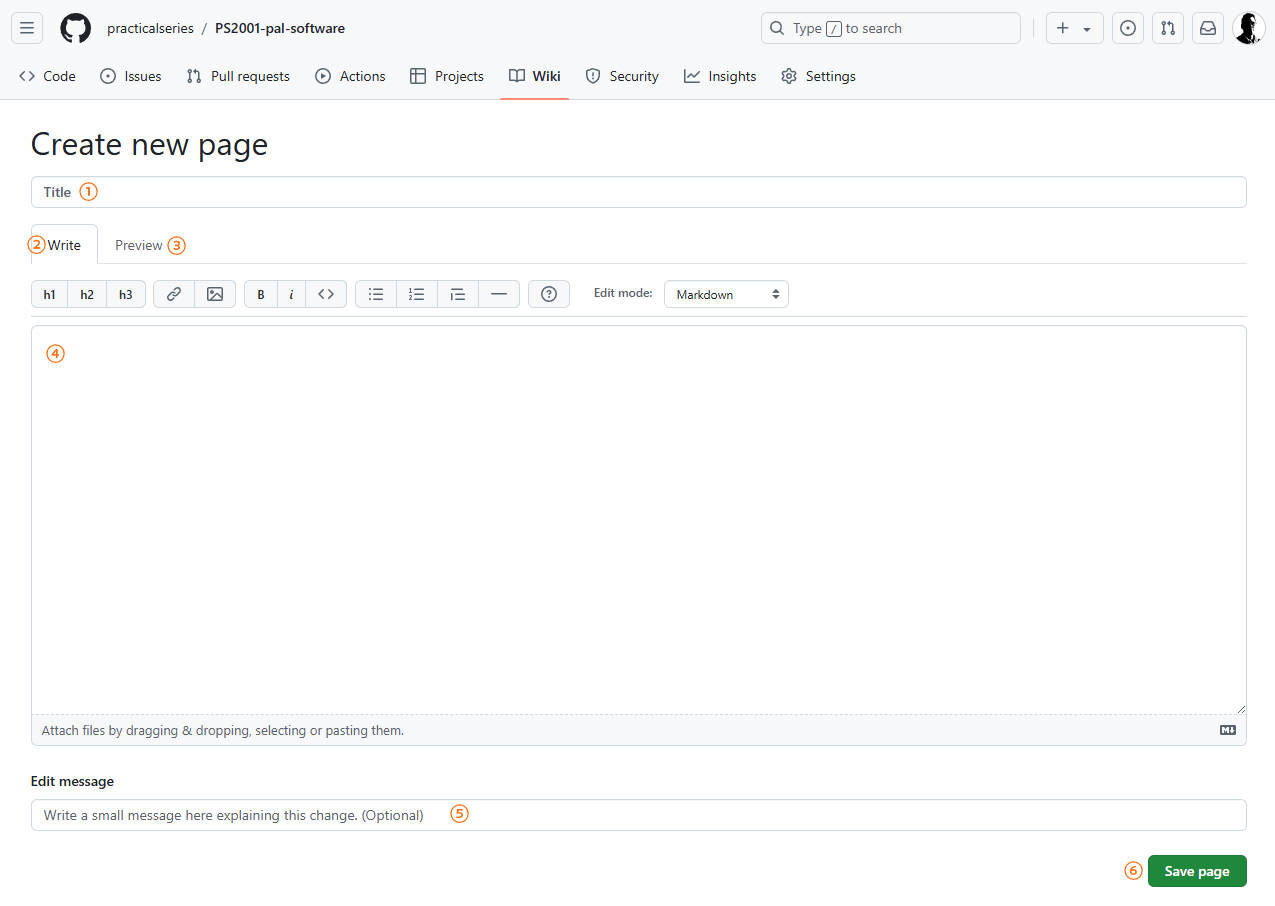 practicalseries / PS2001-pal-software Type / to search
Code Issues Pull requests Actions Projects Wiki Security Insights Settings
Create new page
Title ①
② Write Preview ③
h1 h2 h3 B i Edit mode: Markdown
④
Attach files by dragging & dropping, selecting or pasting them.
Edit message
Write a small message here explaining this change. (Optional) ⑤
⑥ Save page